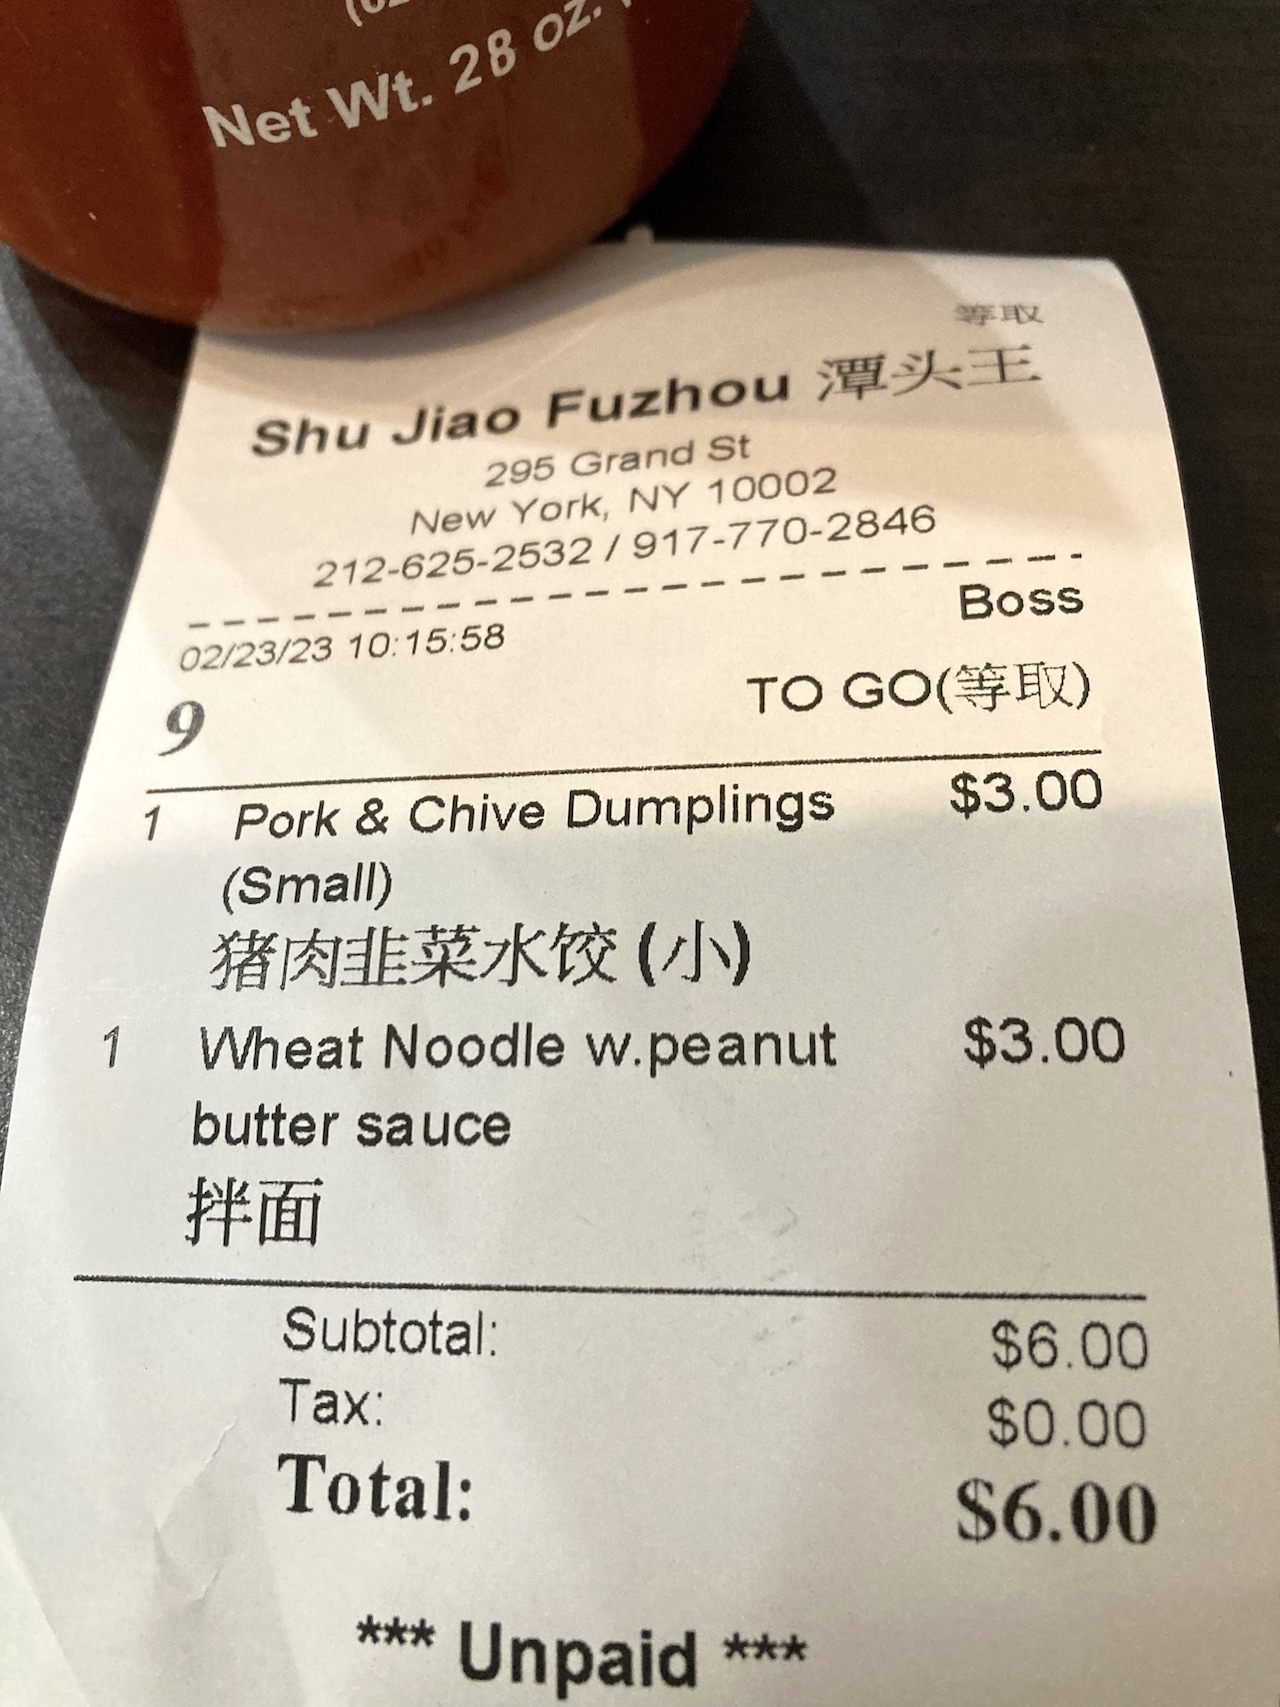 Net Wt. 28 oz.
等取
Shu Jiao Fuzhou 潭头王
295 Grand St
New York, NY 10002
212-625-2532 / 917-770-2846
Boss
02/23/23 10:15:58
TO GO(等取)
9
1 Pork & Chive Dumplings $3.00
(Small)
猪肉韭菜水饺 (小)
1 Wheat Noodle w.peanut $3.00
butter sauce
拌面
Subtotal: $6.00
Tax: $0.00
Total: $6.00
*** Unpaid ***